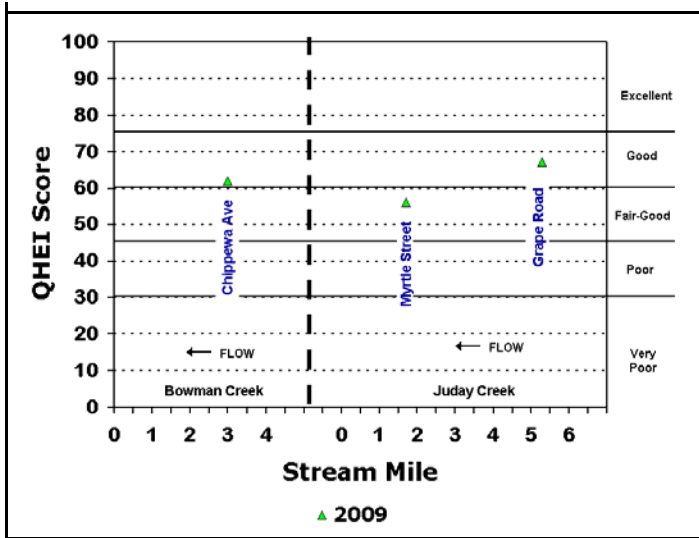 100
90
80
70
60
50
40
30
20
10
0
QHEI Score
Excellent
Good
Fair-Good
Poor
Very
Poor
Chippewa Ave
Myrtle Street
Grape Road
← FLOW
← FLOW
Bowman Creek
Juday Creek
0 1 2 3 4 0 1 2 3 4 5 6
Stream Mile
2009